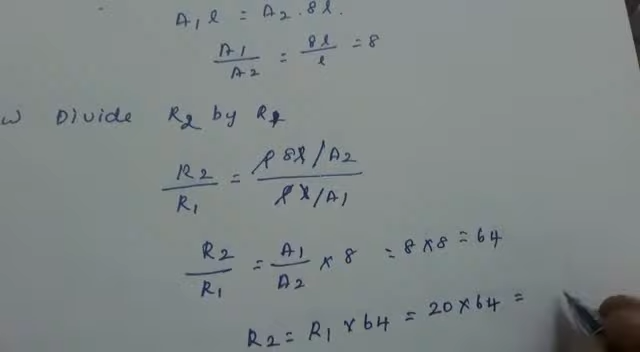 A₁ l = A₂ . 8l .
A₁/A₂ = 8l/l = 8
w Divide R₂ by R₁
R₂/R₁ = (ρ 8l / A₂)/(ρ l / A₁)
R₂/R₁ = A₁/A₂ × 8 = 8 × 8 = 64
R₂ = R₁ × 64 = 20 × 64 =